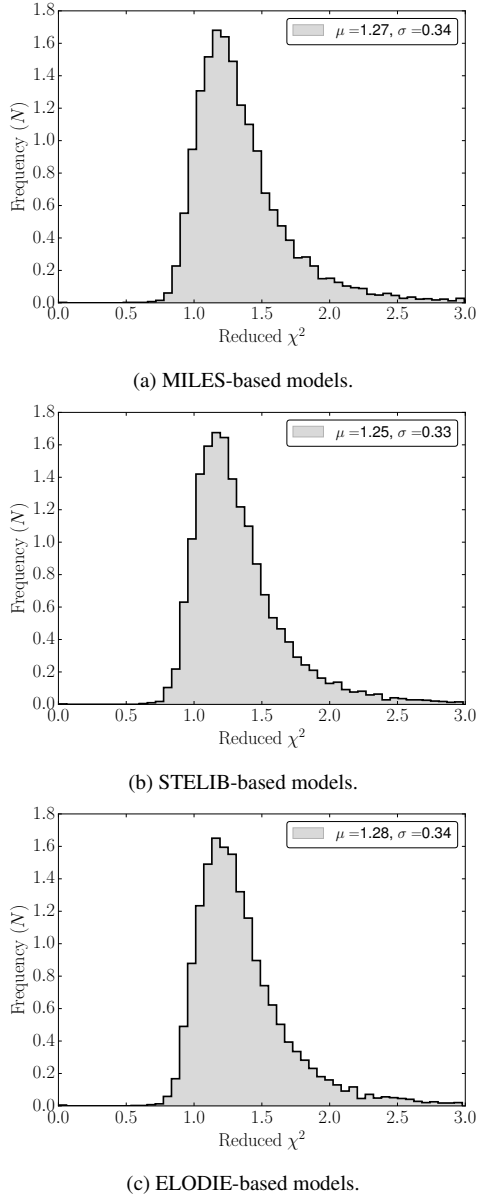 1.8
1.6
1.4
1.2
1.0
0.8
0.6
0.4
0.2
0.0
Frequency (N)
μ =1.27, σ =0.34
0.0 0.5 1.0 1.5 2.0 2.5 3.0
Reduced χ²
(a) MILES-based models.
1.8
1.6
1.4
1.2
1.0
0.8
0.6
0.4
0.2
0.0
Frequency (N)
μ =1.25, σ =0.33
0.0 0.5 1.0 1.5 2.0 2.5 3.0
Reduced χ²
(b) STELIB-based models.
1.8
1.6
1.4
1.2
1.0
0.8
0.6
0.4
0.2
0.0
Frequency (N)
μ =1.28, σ =0.34
0.0 0.5 1.0 1.5 2.0 2.5 3.0
Reduced χ²
(c) ELODIE-based models.